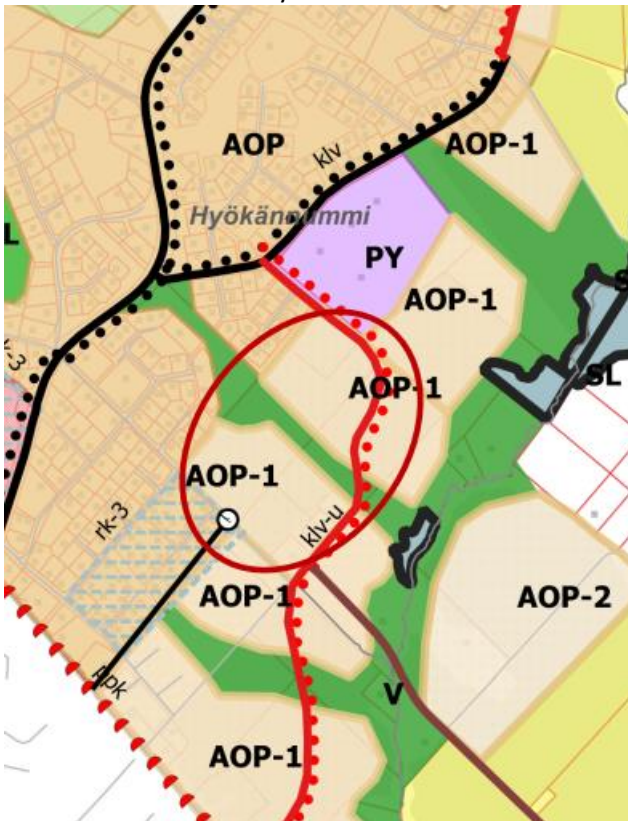 AOP
klv
AOP-1
Hyökännummi
L
PY
AOP-1
S
SL
AOP-1
AOP-1
rk-3
klv-u
AOP-1
AOP-2
ppk
V
AOP-1